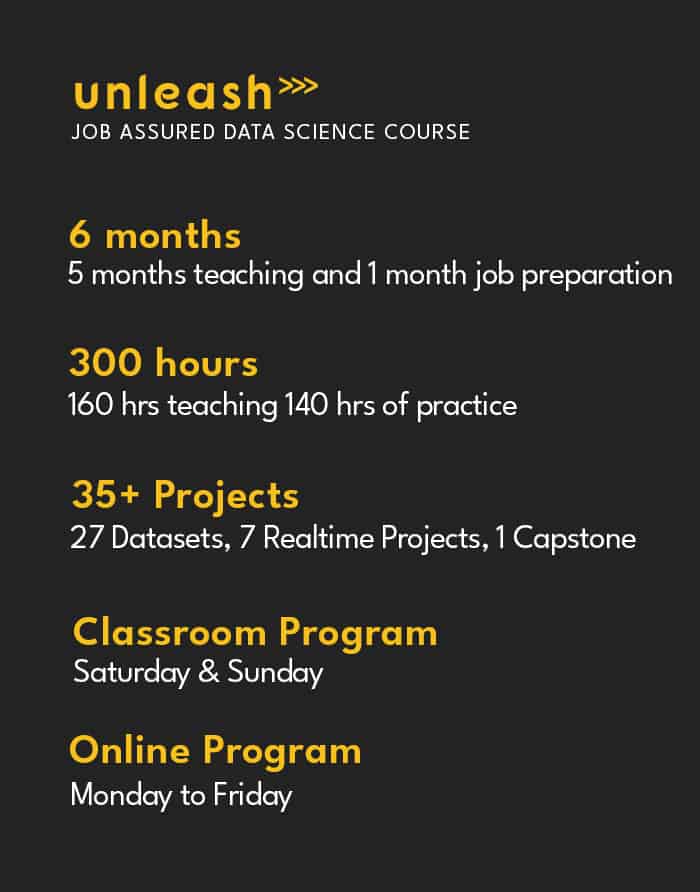 unleash>>>
JOB ASSURED DATA SCIENCE COURSE
6 months
5 months teaching and 1 month job preparation
300 hours
160 hrs teaching 140 hrs of practice
35+ Projects
27 Datasets, 7 Realtime Projects, 1 Capstone
Classroom Program
Saturday & Sunday
Online Program
Monday to Friday